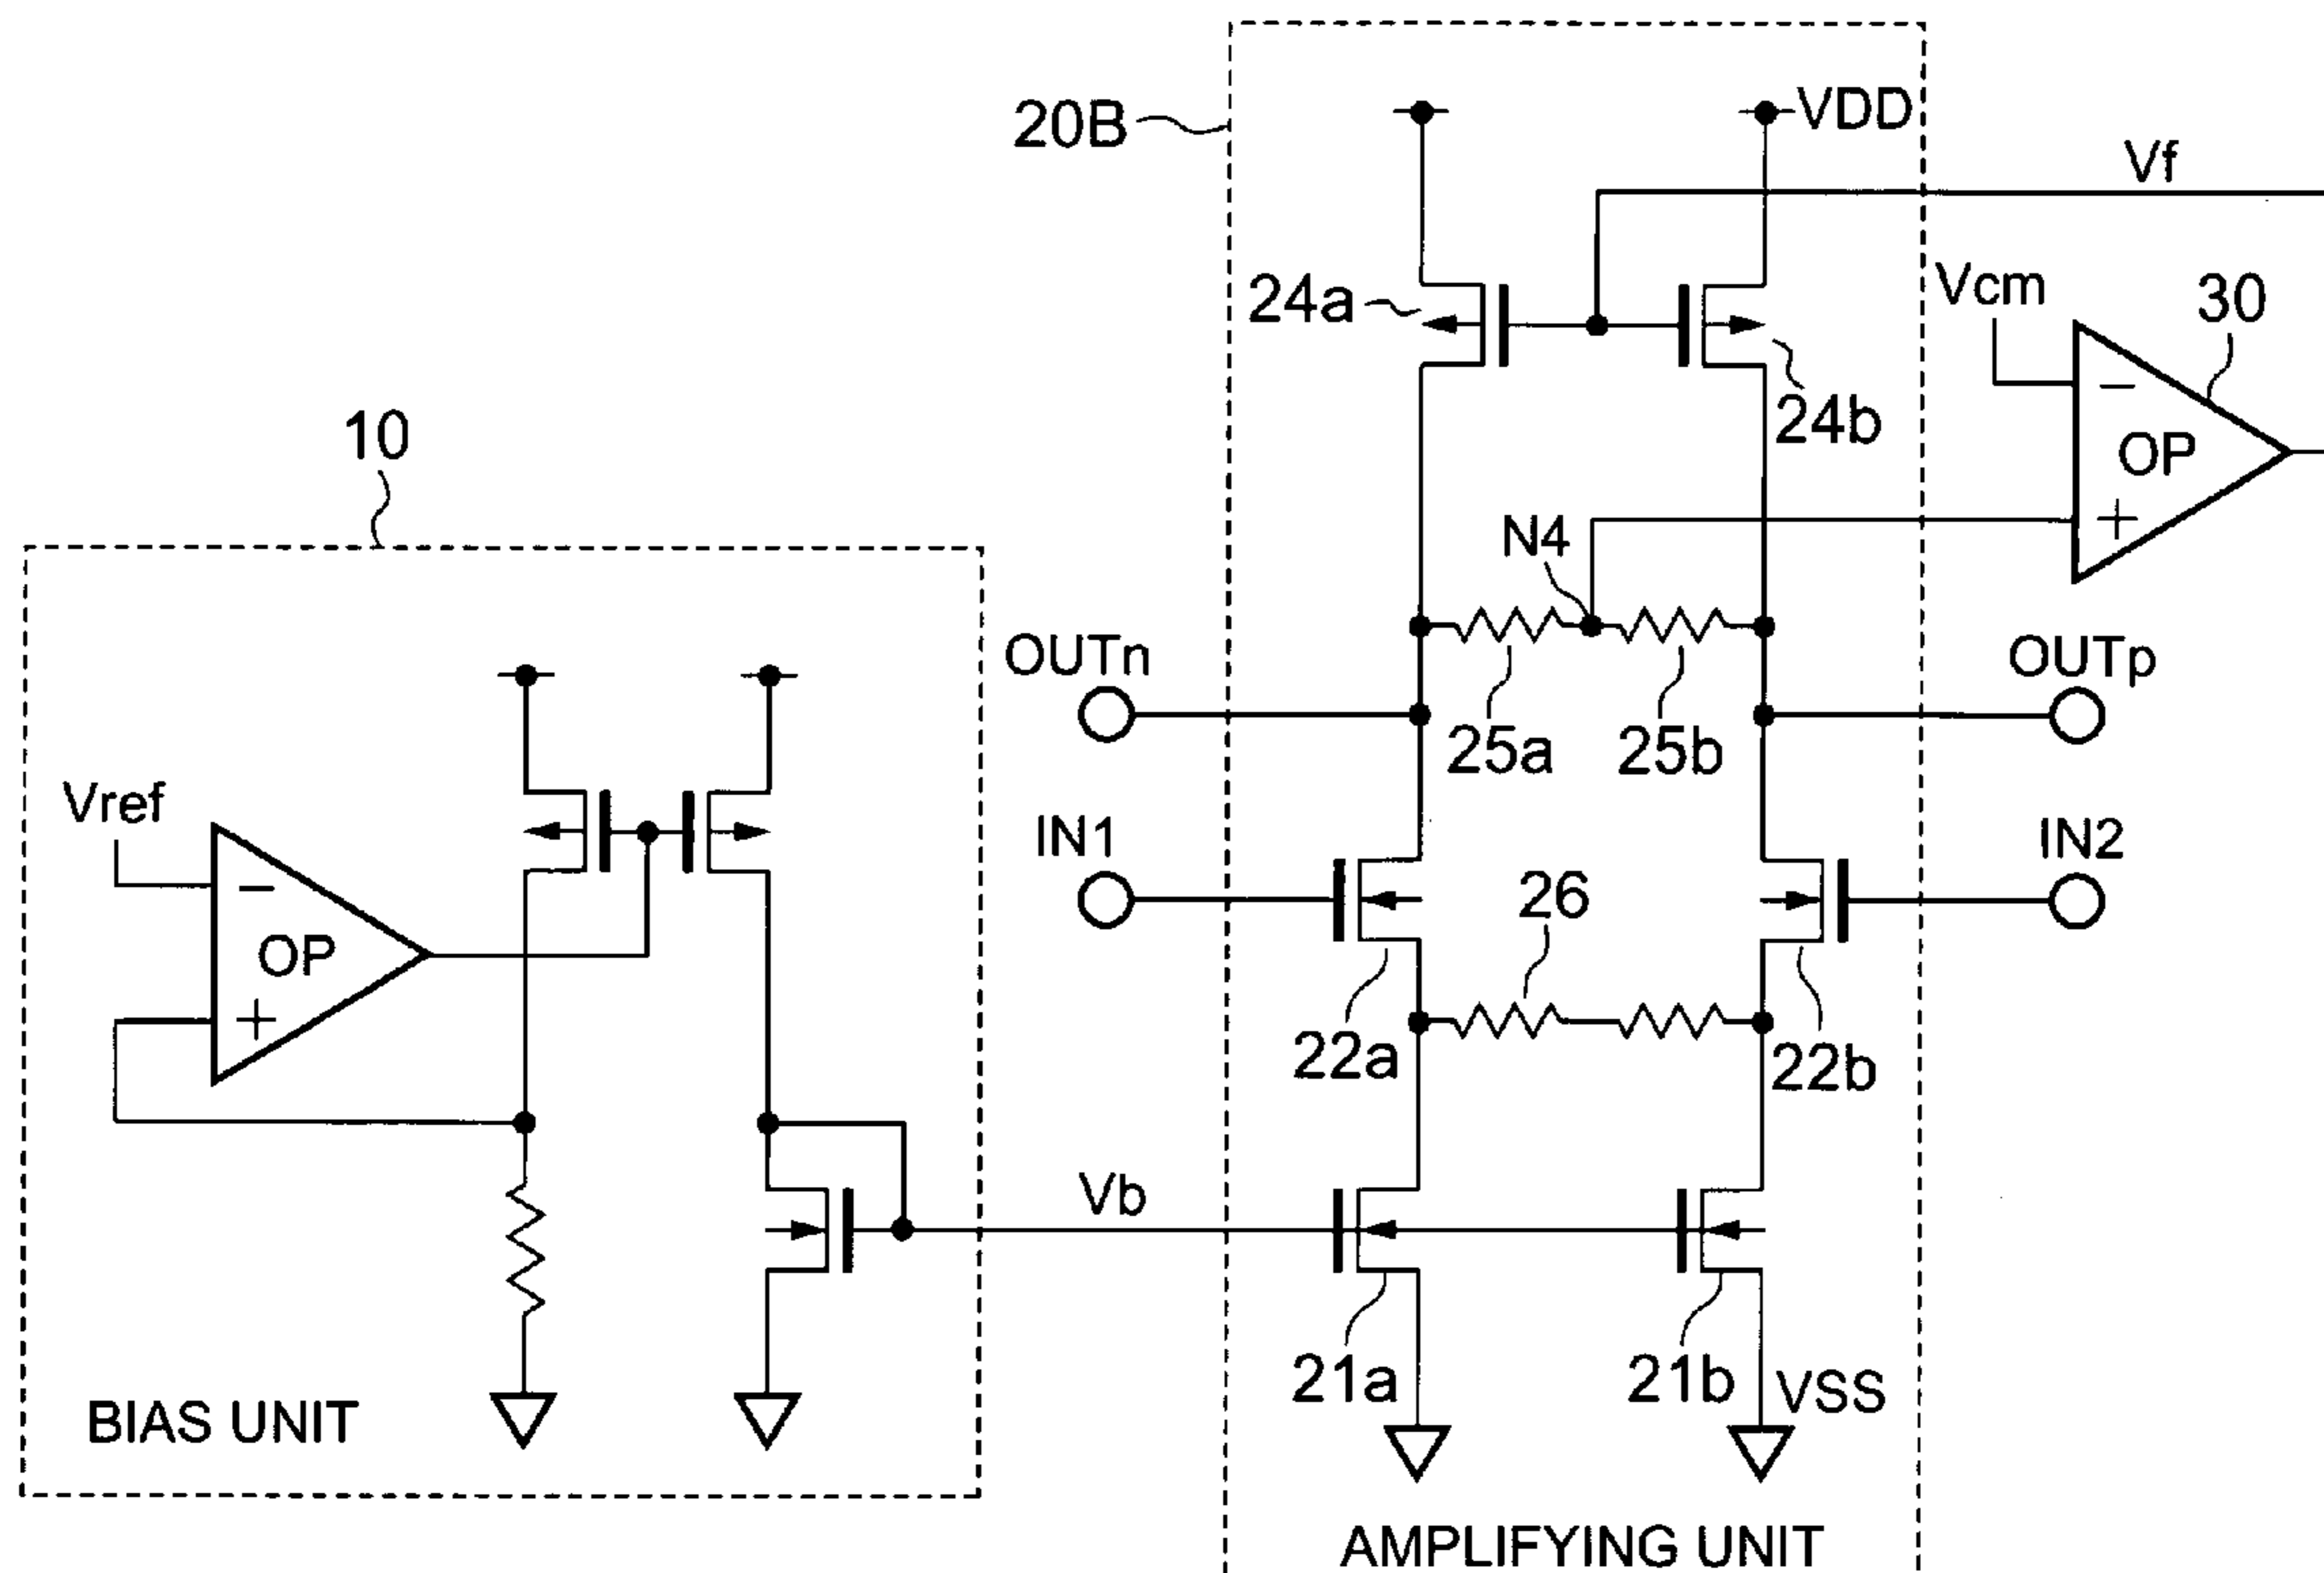 20B
VDD
Vf
24a
Vcm
30
24b
10
−
OP
+
N4
OUTn
OUTp
25a
25b
Vref
IN1
IN2
−
26
OP
+
22a
22b
Vb
21a
21b
VSS
BIAS UNIT
AMPLIFYING UNIT